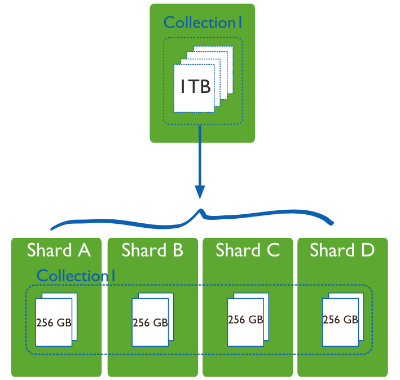 Collection1
1TB
Shard A
Shard B
Shard C
Shard D
Collection1
256 GB
256 GB
256 GB
256 GB